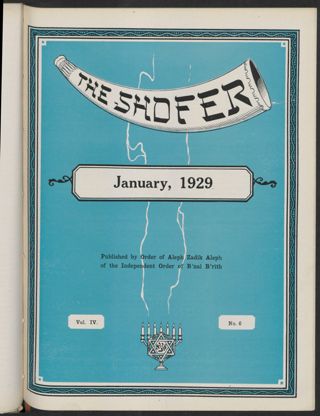 THE SHOFER
January, 1929
Published by Order of Aleph Zadik Aleph
of the Independent Order of B'nai B'rith
Vol. IV.
No. 6